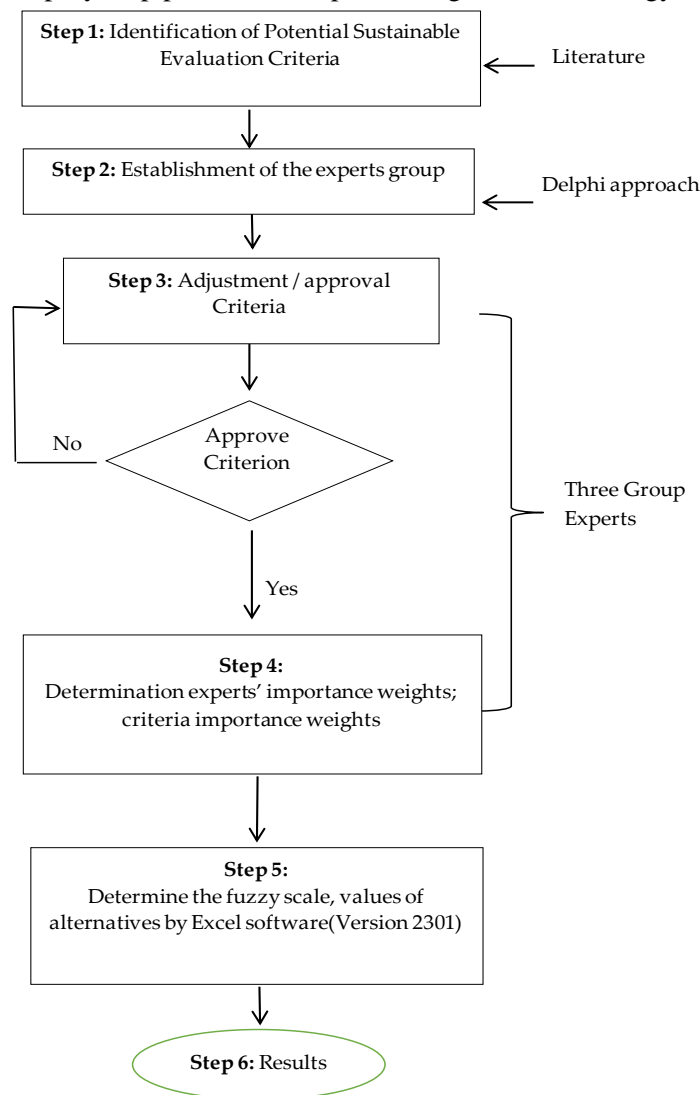 Step 1: Identification of Potential Sustainable
Evaluation Criteria
Literature
Step 2: Establishment of the experts group
Delphi approach
Step 3: Adjustment / approval
Criteria
No
Approve
Criterion
Three Group
Experts
Yes
Step 4:
Determination experts' importance weights;
criteria importance weights
Step 5:
Determine the fuzzy scale, values of
alternatives by Excel software(Version 2301)
Step 6: Results